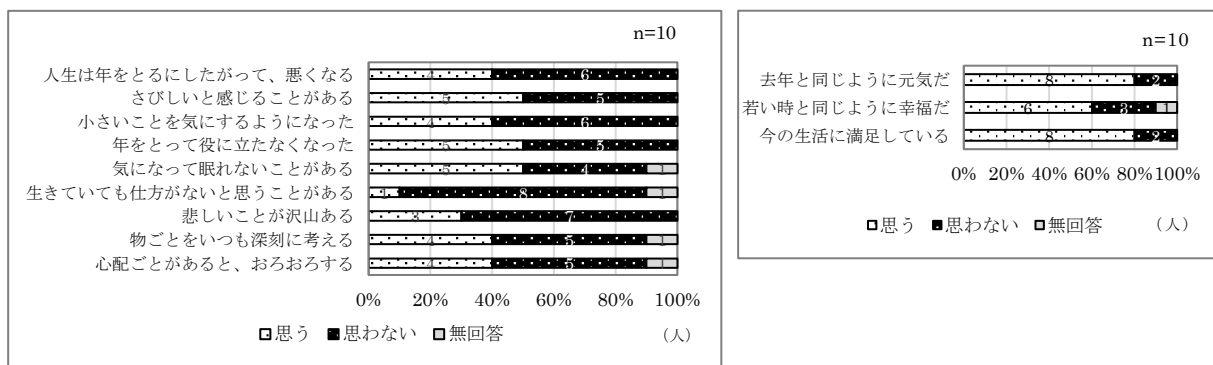 n=10
人生は年をとるにしたがって、悪くなる 4 6
さびしいと感じることがある 5 5
小さいことを気にするようになった 4 6
年をとって役に立たなくなった 5 5
気になって眠れないことがある 5 4 1
生きていても仕方がないと思うことがある 1 8 1
悲しいことが沢山ある 3 7
物ごとをいつも深刻に考える 4 5 1
心配ごとがあると、おろおろする 4 5 1
0% 20% 40% 60% 80% 100%
思う 思わない 無回答 (人)
n=10
去年と同じように元気だ 8 2
若い時と同じように幸福だ 6 3 1
今の生活に満足している 8 2
0% 20% 40% 60% 80% 100%
思う 思わない 無回答 (人)